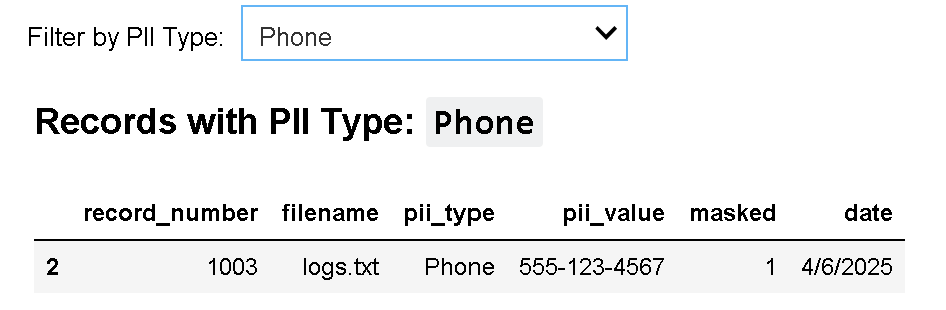 Filter by PII Type: Phone
Records with PII Type: Phone
record_number filename pii_type pii_value masked date
2 1003 logs.txt Phone 555-123-4567 1 4/6/2025